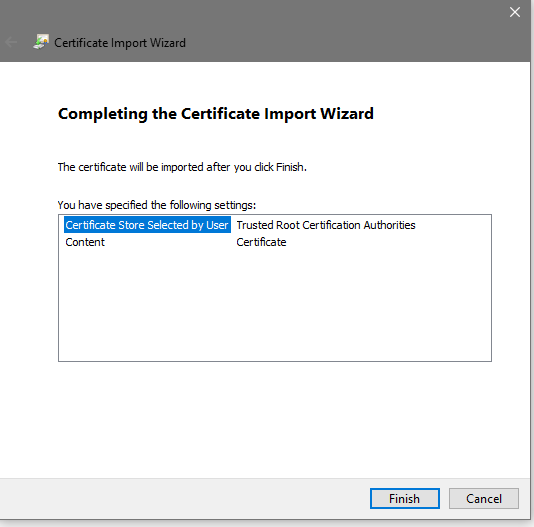 Certificate Import Wizard
Completing the Certificate Import Wizard
The certificate will be imported after you click Finish.
You have specified the following settings:
Certificate Store Selected by User Trusted Root Certification Authorities
Content Certificate
Finish Cancel